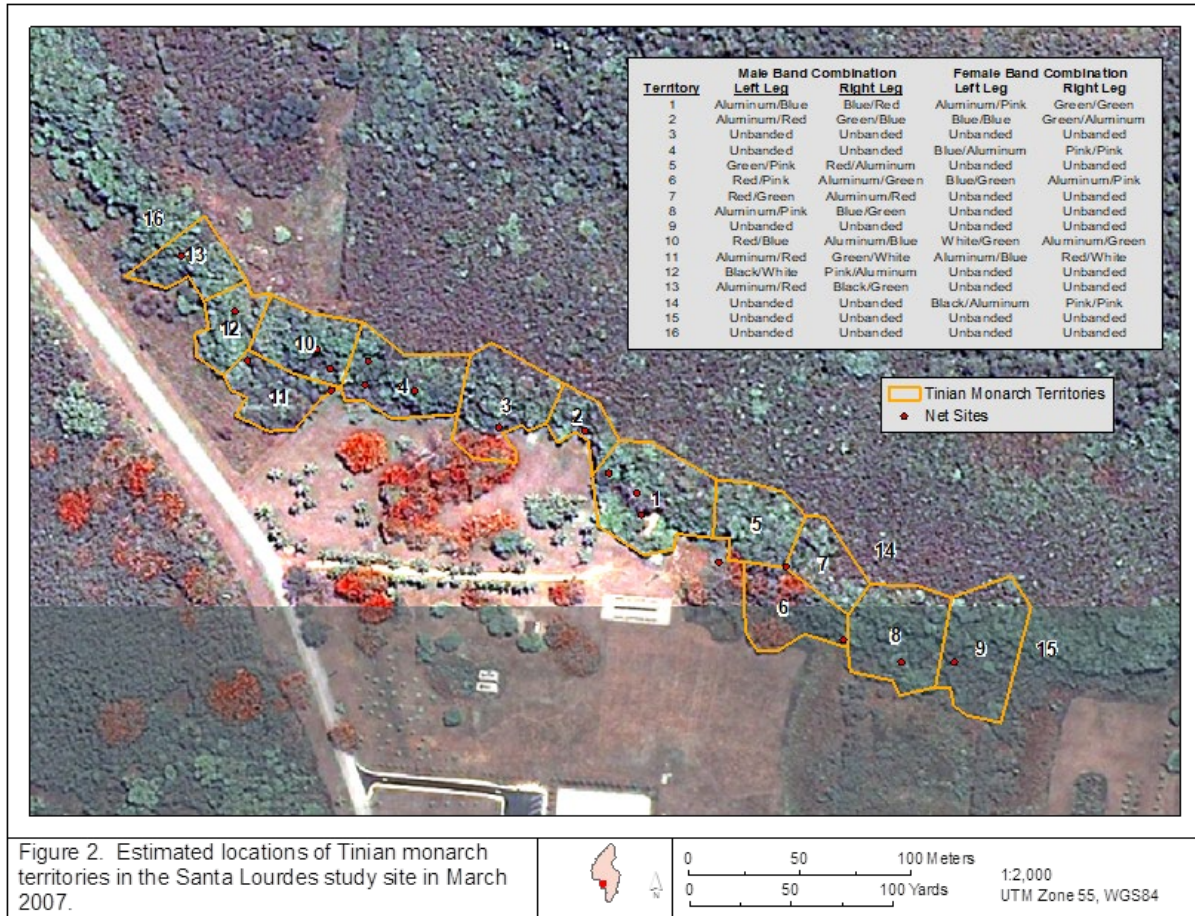 Male Band Combination Female Band Combination
Territory Left Leg Right Leg Left Leg Right Leg
1 Aluminum/Blue Blue/Red Aluminum/Pink Green/Green
2 Aluminum/Red Green/Blue Blue/Blue Green/Aluminum
3 Unbanded Unbanded Unbanded Unbanded
4 Unbanded Unbanded Blue/Aluminum Pink/Pink
5 Green/Pink Red/Aluminum Unbanded Unbanded
6 Red/Pink Aluminum/Green Blue/Green Aluminum/Pink
7 Red/Green Aluminum/Red Unbanded Unbanded
8 Aluminum/Pink Blue/Green Unbanded Unbanded
9 Unbanded Unbanded Unbanded Unbanded
10 Red/Blue Aluminum/Blue White/Green Aluminum/Green
11 Aluminum/Red Green/White Aluminum/Blue Red/White
12 Black/White Pink/Aluminum Unbanded Unbanded
13 Aluminum/Red Black/Green Unbanded Unbanded
14 Unbanded Unbanded Black/Aluminum Pink/Pink
15 Unbanded Unbanded Unbanded Unbanded
16 Unbanded Unbanded Unbanded Unbanded
16
13
12
10
11
4
3
2
1
5
7
14
6
8
9
15
Tinian Monarch Territories
Net Sites
Figure 2. Estimated locations of Tinian monarch
territories in the Santa Lourdes study site in March
2007.
N
0 50 100 Meters
0 50 100 Yards
1:2,000
UTM Zone 55, WGS84